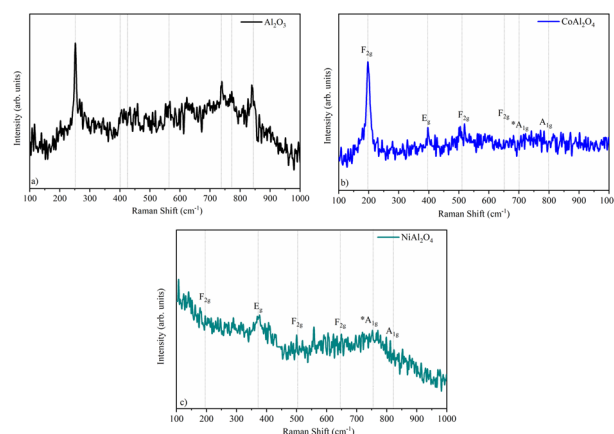 Al₂O₃
Intensity (arb. units)
a)
100 200 300 400 500 600 700 800 900 1000
Raman Shift (cm⁻¹)
CoAl₂O₄
F₂g
E_g
F₂g
F₂g
*A₁g
A₁g
Intensity (arb. units)
b)
100 200 300 400 500 600 700 800 900 1000
Raman Shift (cm⁻¹)
NiAl₂O₄
F₂g
E_g
F₂g
F₂g
*A₁g
A₁g
Intensity (arb. units)
c)
100 200 300 400 500 600 700 800 900 1000
Raman Shift (cm⁻¹)